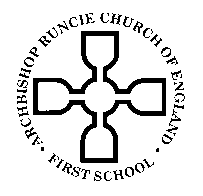 ARCHBISHOP RUNCIE CHURCH OF ENGLAND
• FIRST SCHOOL •